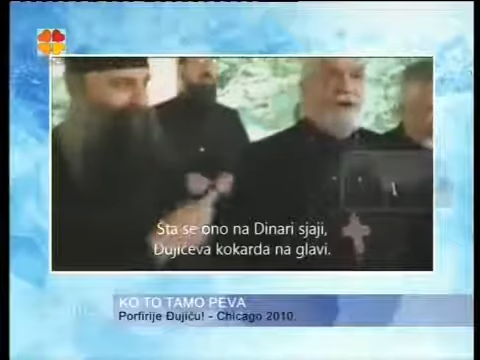 Šta se ono na Dinari sjaji,
Đujićeva kokarda na glavi.
KO TO TAMO PEVA
Porfirije Đujiću! - Chicago 2010.